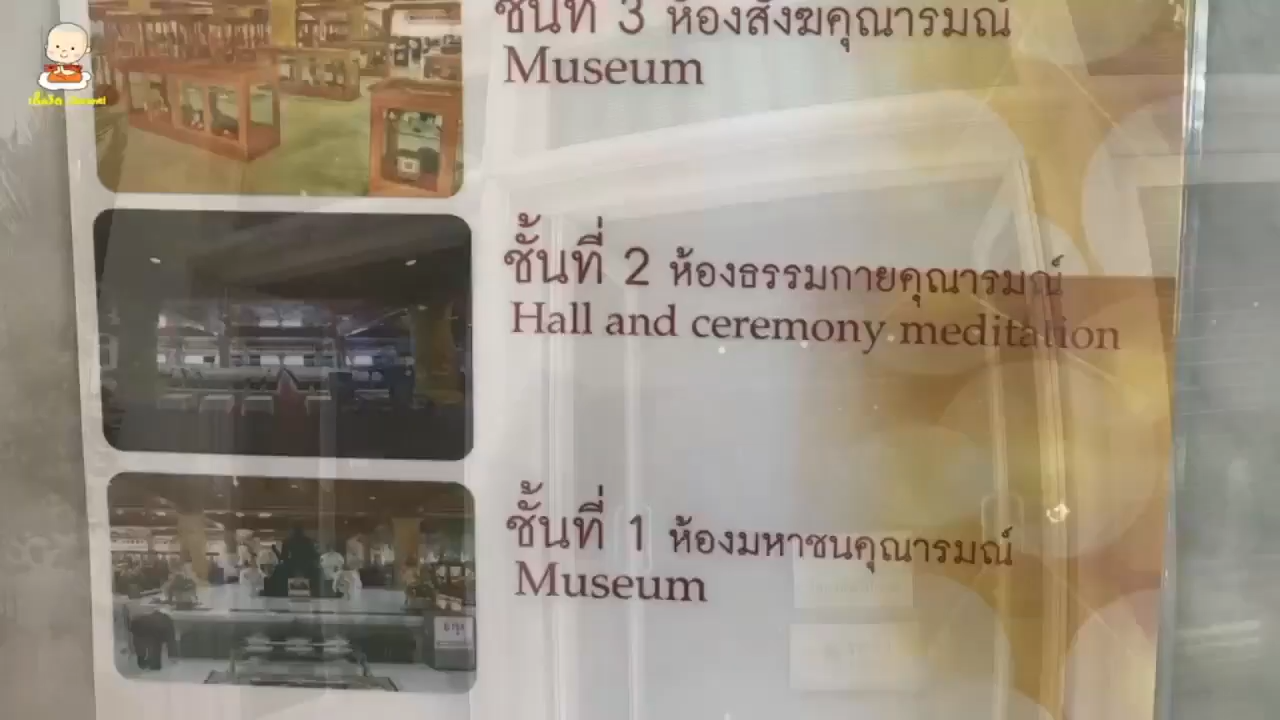 ชั้นที่ 3 ห้องสังฆคุณารมณ์
Museum
ชั้นที่ 2 ห้องธรรมกายคุณารมณ์
Hall and ceremony meditation
ชั้นที่ 1 ห้องมหาชนคุณารมณ์
Museum